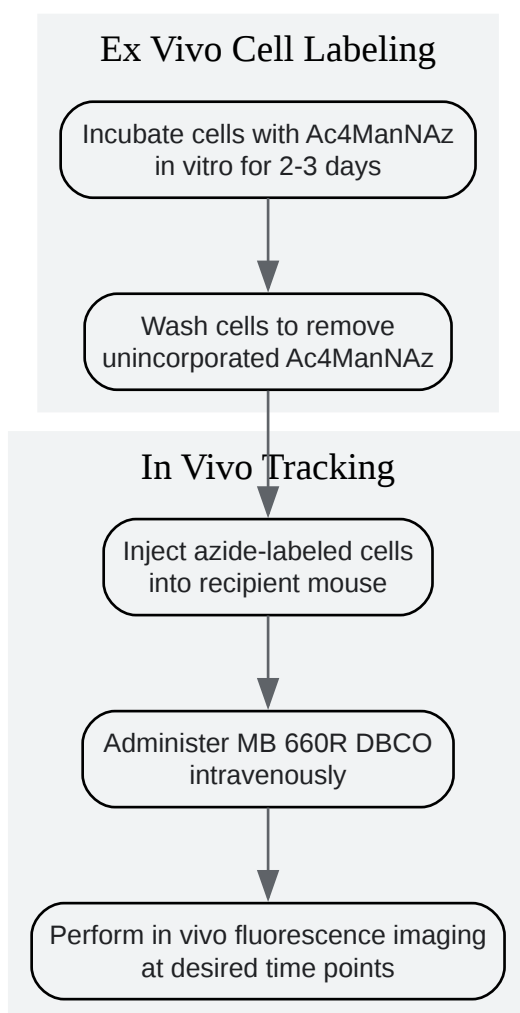 Ex Vivo Cell Labeling
Incubate cells with Ac4ManNAz
in vitro for 2-3 days
Wash cells to remove
unincorporated Ac4ManNAz
In Vivo Tracking
Inject azide-labeled cells
into recipient mouse
Administer MB 660R DBCO
intravenously
Perform in vivo fluorescence imaging
at desired time points